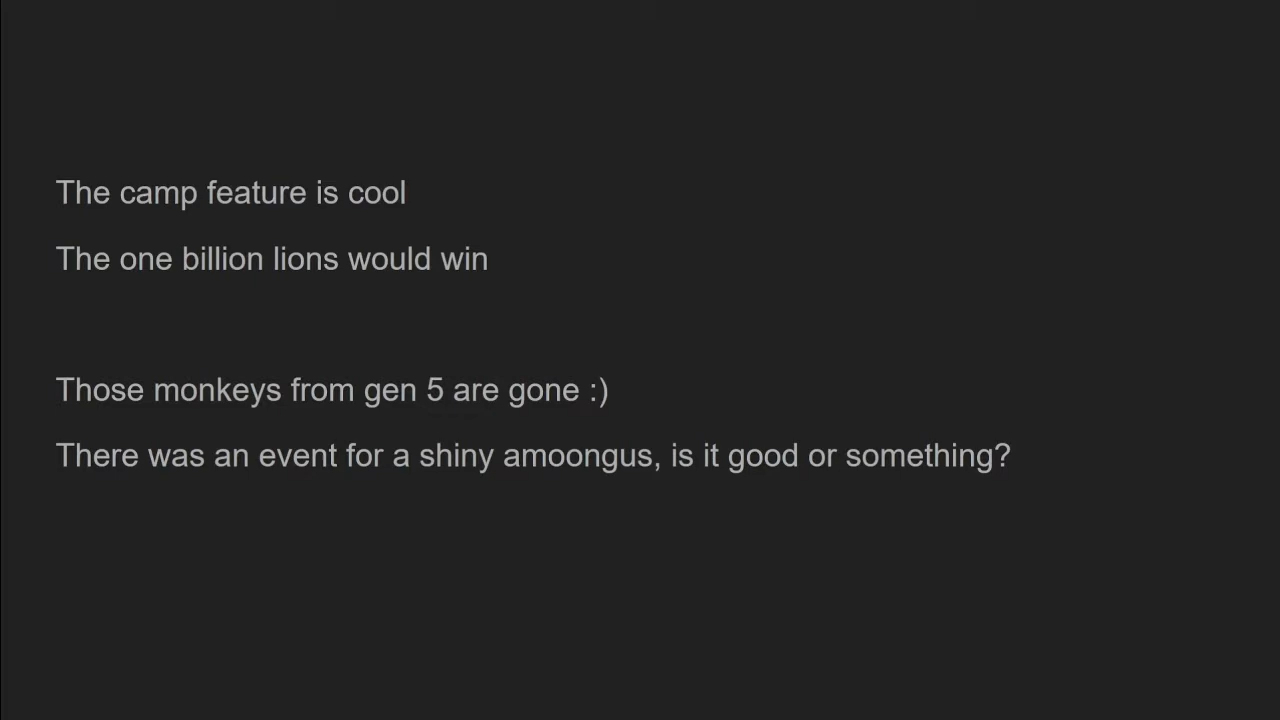 The camp feature is cool
The one billion lions would win
Those monkeys from gen 5 are gone :)
There was an event for a shiny amoongus, is it good or something?